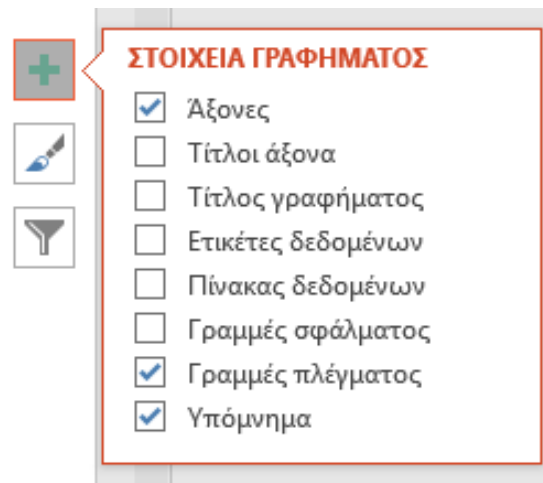 ΣΤΟΙΧΕΙΑ ΓΡΑΦΗΜΑΤΟΣ
Άξονες
Τίτλοι άξονα
Τίτλος γραφήματος
Ετικέτες δεδομένων
Πίνακας δεδομένων
Γραμμές σφάλματος
Γραμμές πλέγματος
Υπόμνημα